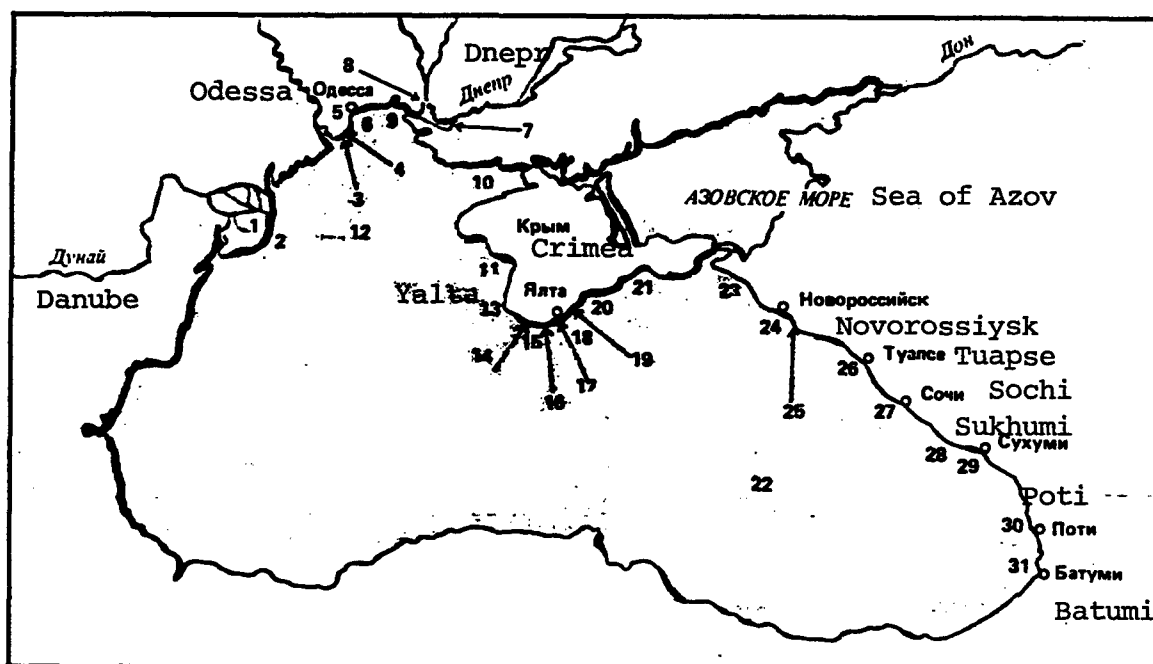 Dnepr
Дон
8
Днепр
Odessa
Одесса
5
6
9
7
3
4
10
АЗОВСКОЕ МОРЕ Sea of Azov
1
2
12
Крым
Crimea
Дунай
11
21
23
Danube
Yalta
Ялта
20
13
Новороссийск
24
Novorossiysk
14
15
18
19
Туапсе
Tuapse
26
16
17
25
Сочи
Sochi
27
Sukhumi
Сухуми
28
29
22
Poti
30
Поти
31
Батуми
Batumi